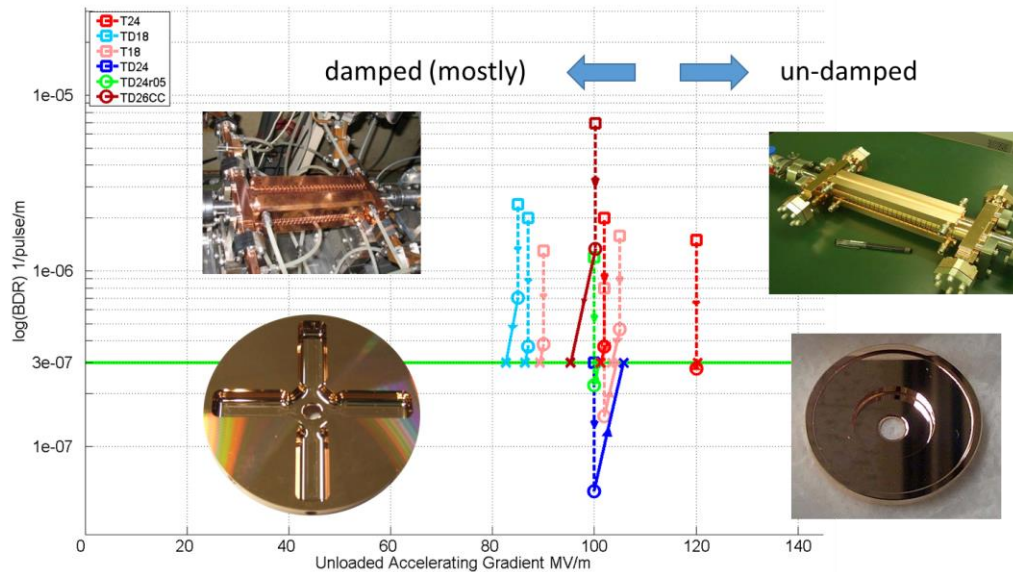 T24
TD18
T18
TD24
TD24r05
TD26CC
damped (mostly)
un-damped
1e-05
1e-06
3e-07
1e-07
log(BDR) 1/pulse/m
0 20 40 60 80 100 120 140
Unloaded Accelerating Gradient MV/m